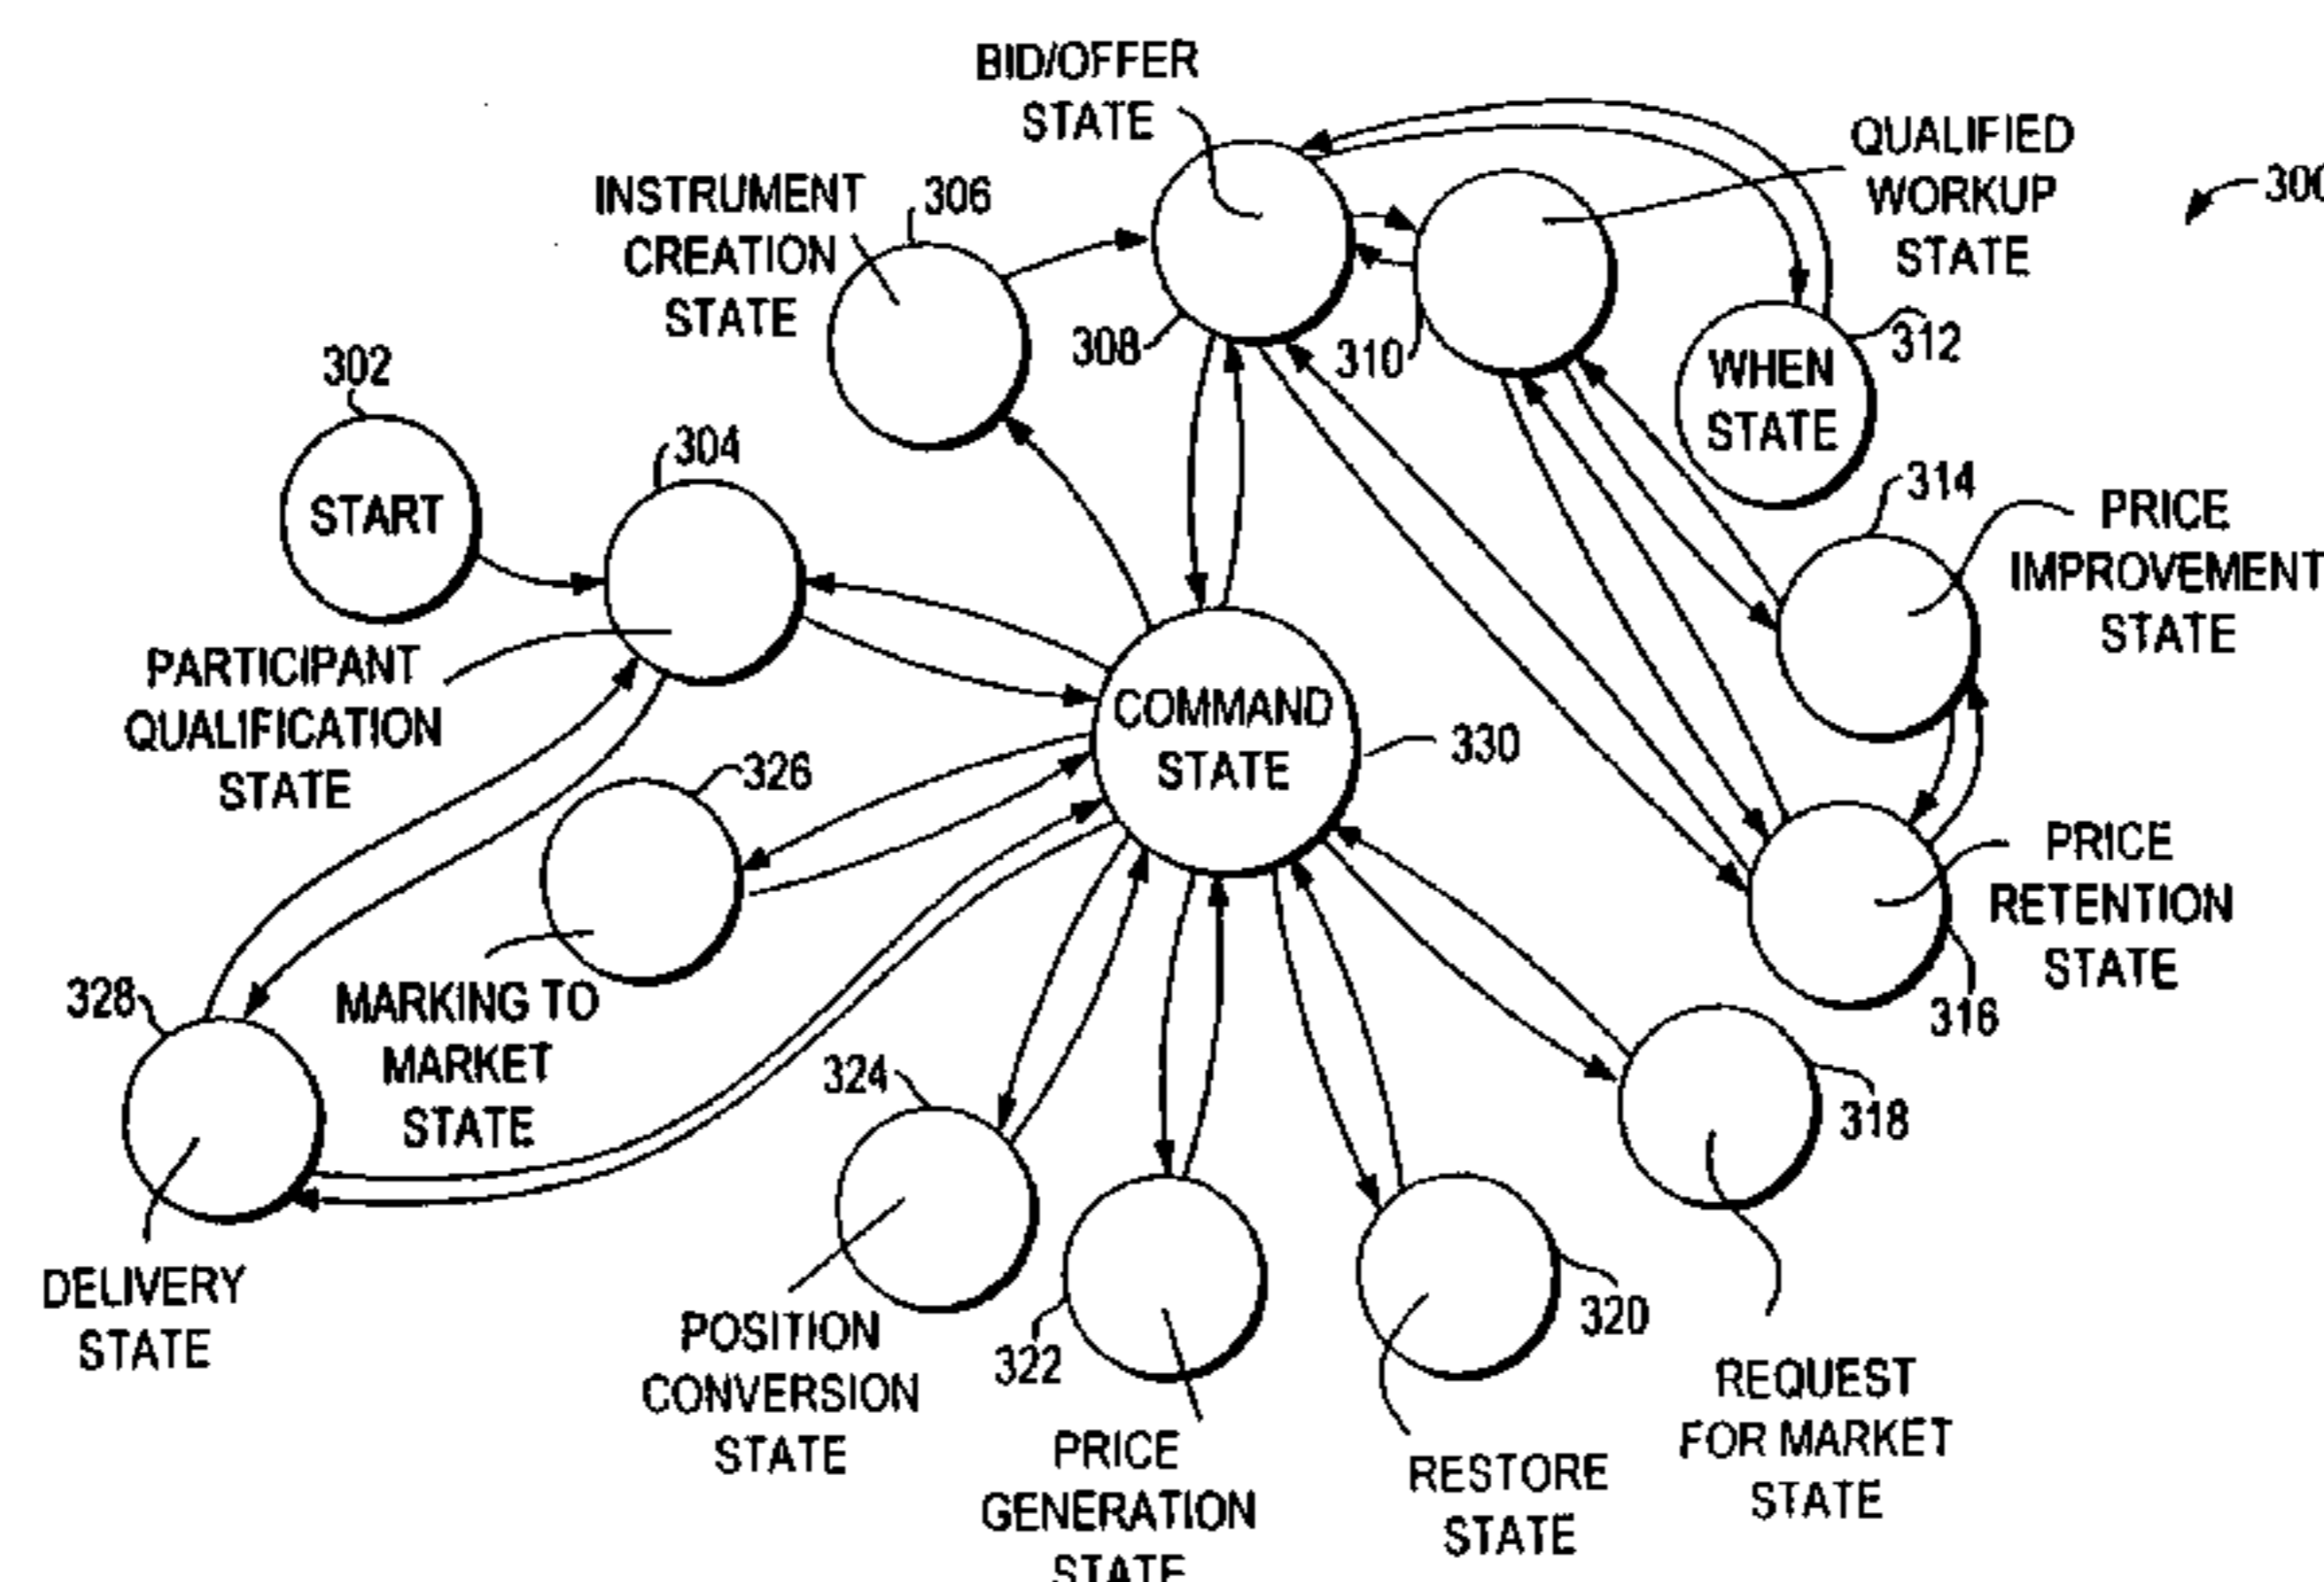 BID/OFFER
STATE
QUALIFIED
WORKUP
STATE
300
INSTRUMENT
CREATION
STATE
306
308
310
312
WHEN
STATE
302
START
304
314
PRICE
IMPROVEMENT
STATE
PARTICIPANT
QUALIFICATION
STATE
COMMAND
STATE
330
326
PRICE
RETENTION
STATE
316
328
MARKING TO
MARKET
STATE
324
318
DELIVERY
STATE
POSITION
CONVERSION
STATE
322
PRICE
GENERATION
STATE
320
RESTORE
STATE
REQUEST
FOR MARKET
STATE